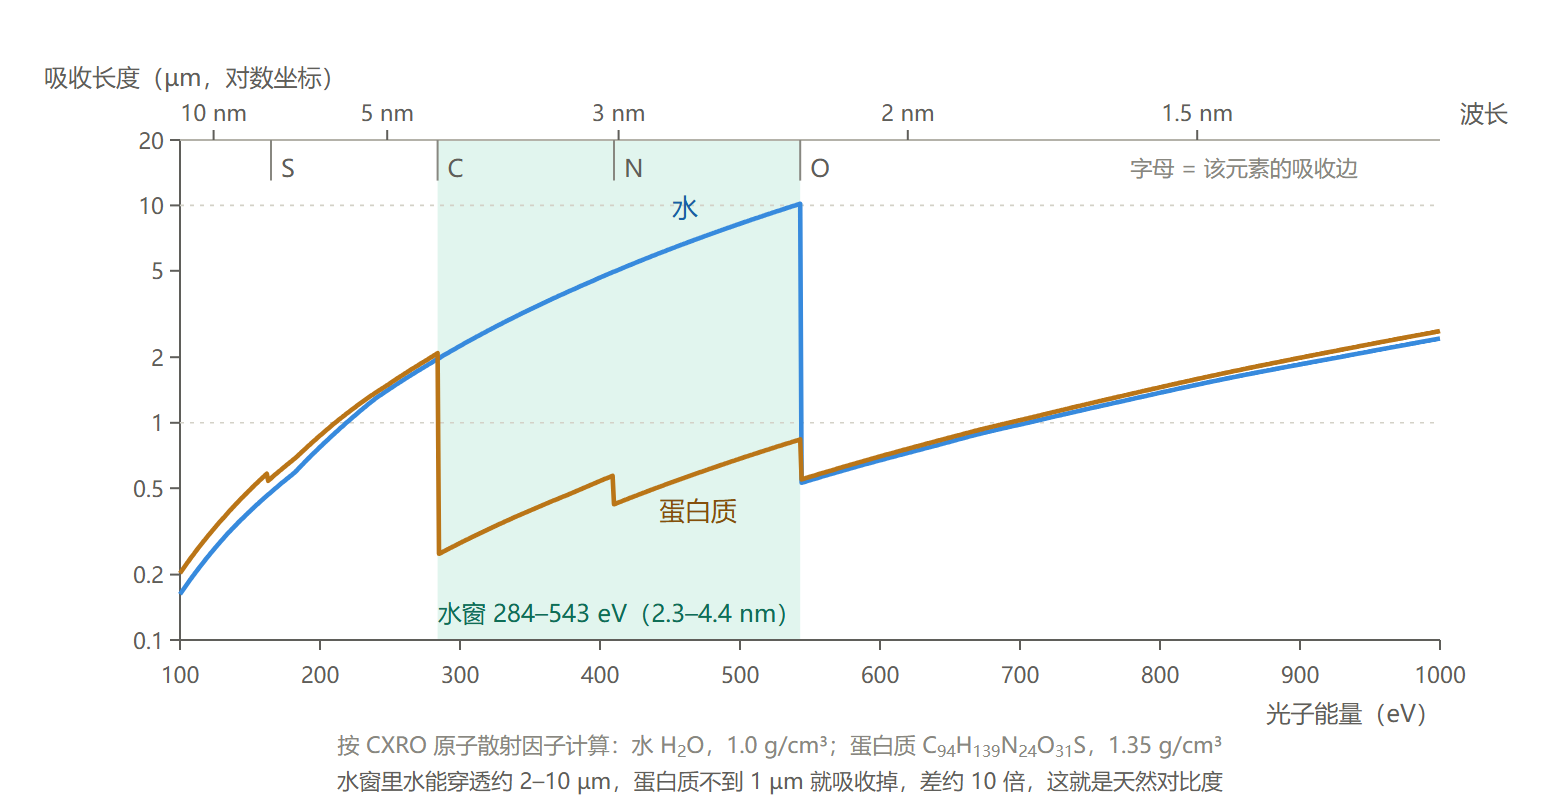 吸收长度（μm，对数坐标）
10 nm 5 nm 3 nm 2 nm 1.5 nm 波长
20
S C N O 字母 = 该元素的吸收边
10
水
5
2
1
0.5
蛋白质
0.2
水窗 284–543 eV（2.3–4.4 nm）
0.1
100 200 300 400 500 600 700 800 900 1000
光子能量（eV）
按 CXRO 原子散射因子计算：水 H₂O，1.0 g/cm³；蛋白质 C₉₄H₁₃₉N₂₄O₃₁S，1.35 g/cm³
水窗里水能穿透约 2–10 μm，蛋白质不到 1 μm 就吸收掉，差约 10 倍，这就是天然对比度